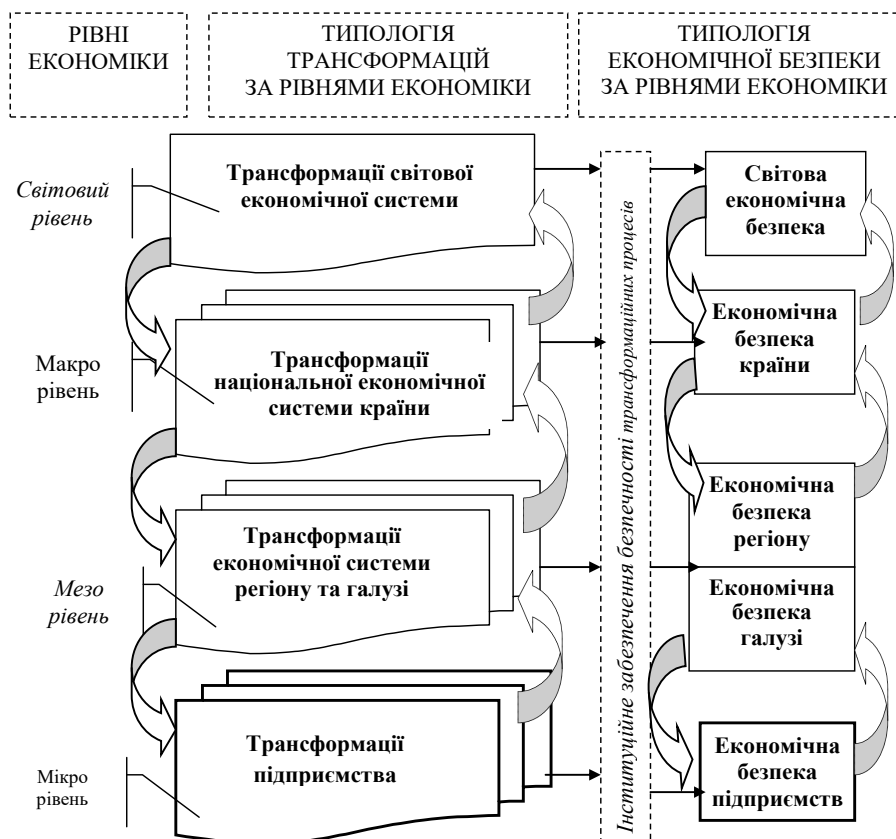 РІВНІ
ЕКОНОМІКИ
ТИПОЛОГІЯ
ТРАНСФОРМАЦІЙ
ЗА РІВНЯМИ ЕКОНОМІКИ
ТИПОЛОГІЯ
ЕКОНОМІЧНОЇ БЕЗПЕКИ
ЗА РІВНЯМИ ЕКОНОМІКИ
Світовий
рівень
Трансформації світової
економічної системи
Світова
економічна
безпека
Макро
рівень
Трансформації
національної економічної
системи країни
Економічна
безпека
країни
Мезо
рівень
Трансформації
економічної системи
регіону та галузі
Економічна
безпека
регіону
Економічна
безпека
галузі
Мікро
рівень
Трансформації
підприємства
Економічна
безпека
підприємств
Інституційне забезпечення безпечності трансформаційних процесів